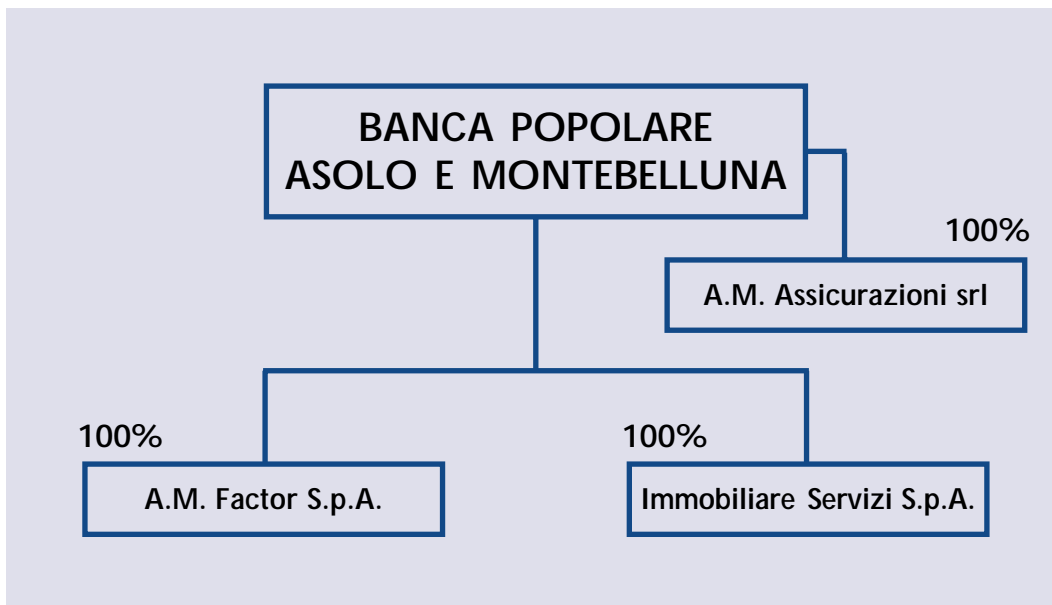 BANCA POPOLARE
ASOLO E MONTEBELLUNA
100%
A.M. Assicurazioni srl
100%
A.M. Factor S.p.A.
100%
Immobiliare Servizi S.p.A.